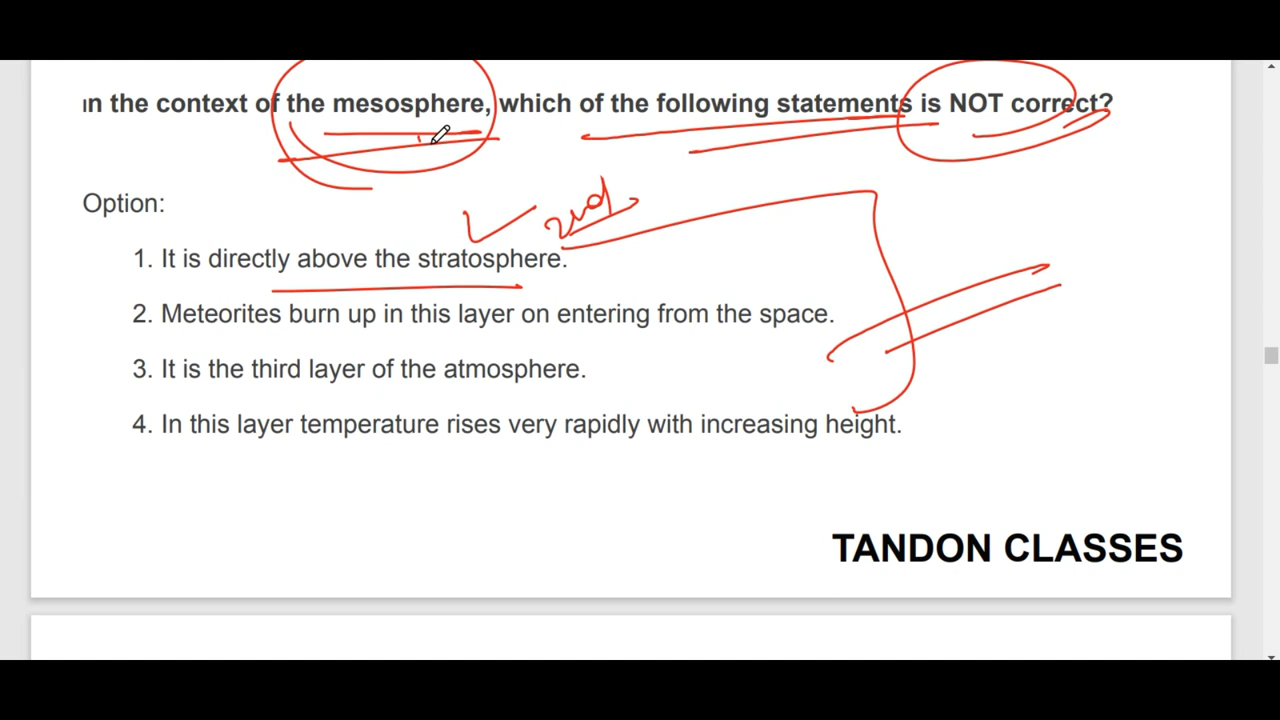 in the context of the mesosphere, which of the following statements is NOT correct?
Option:
2nd
1. It is directly above the stratosphere.
2. Meteorites burn up in this layer on entering from the space.
3. It is the third layer of the atmosphere.
4. In this layer temperature rises very rapidly with increasing height.
TANDON CLASSES